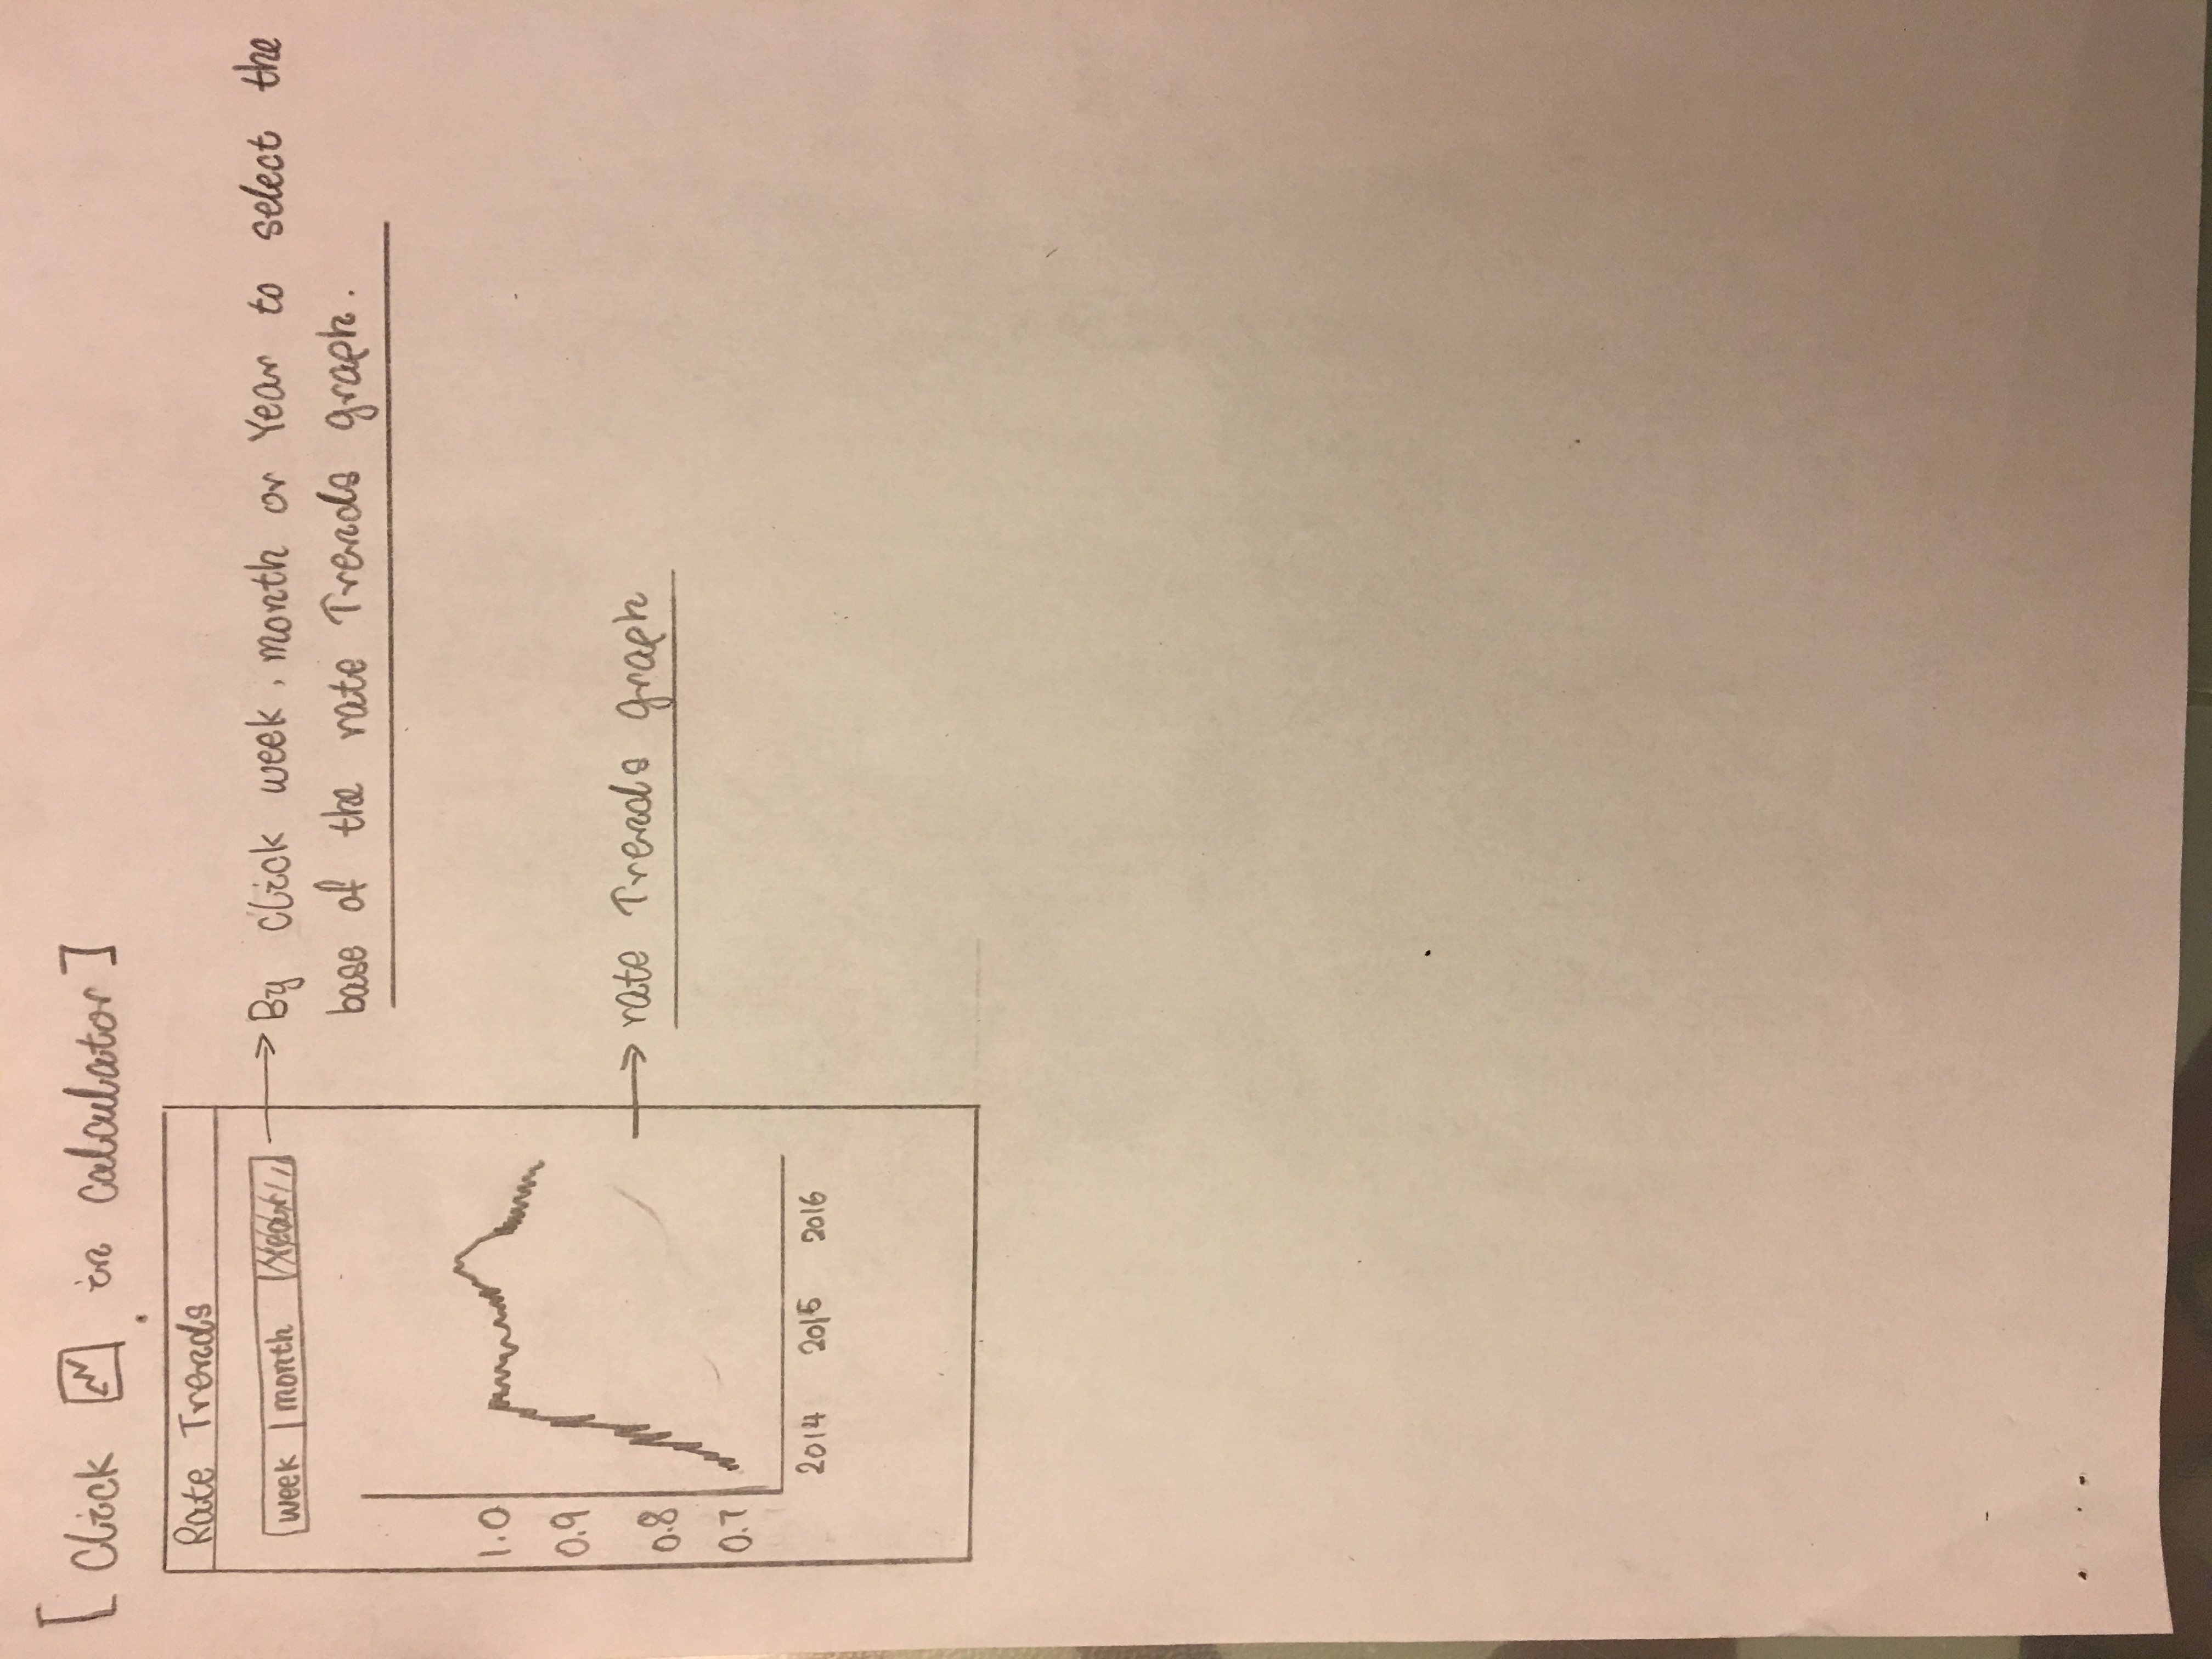 [ Click in calculator ]
Rate Trends
week | month Year
By click week, month or Year to select the
base of the rate Trends graph.
1.0
0.9
rate Trends graph
0.8
0.7
2014 2015 2016